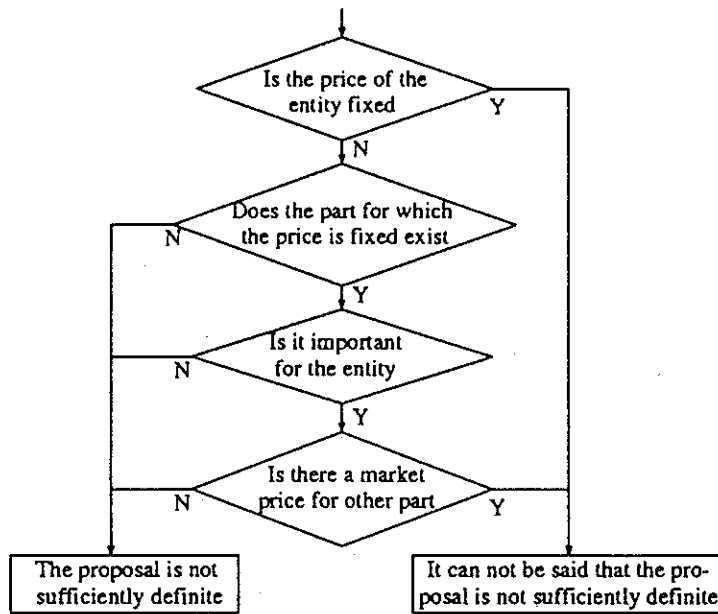 Is the price of the
entity fixed
Y
N
Does the part for which
the price is fixed exist
N
Y
Is it important
for the entity
N
Y
Is there a market
price for other part
N
Y
The proposal is not
sufficiently definite
It can not be said that the pro-
posal is not sufficiently definite